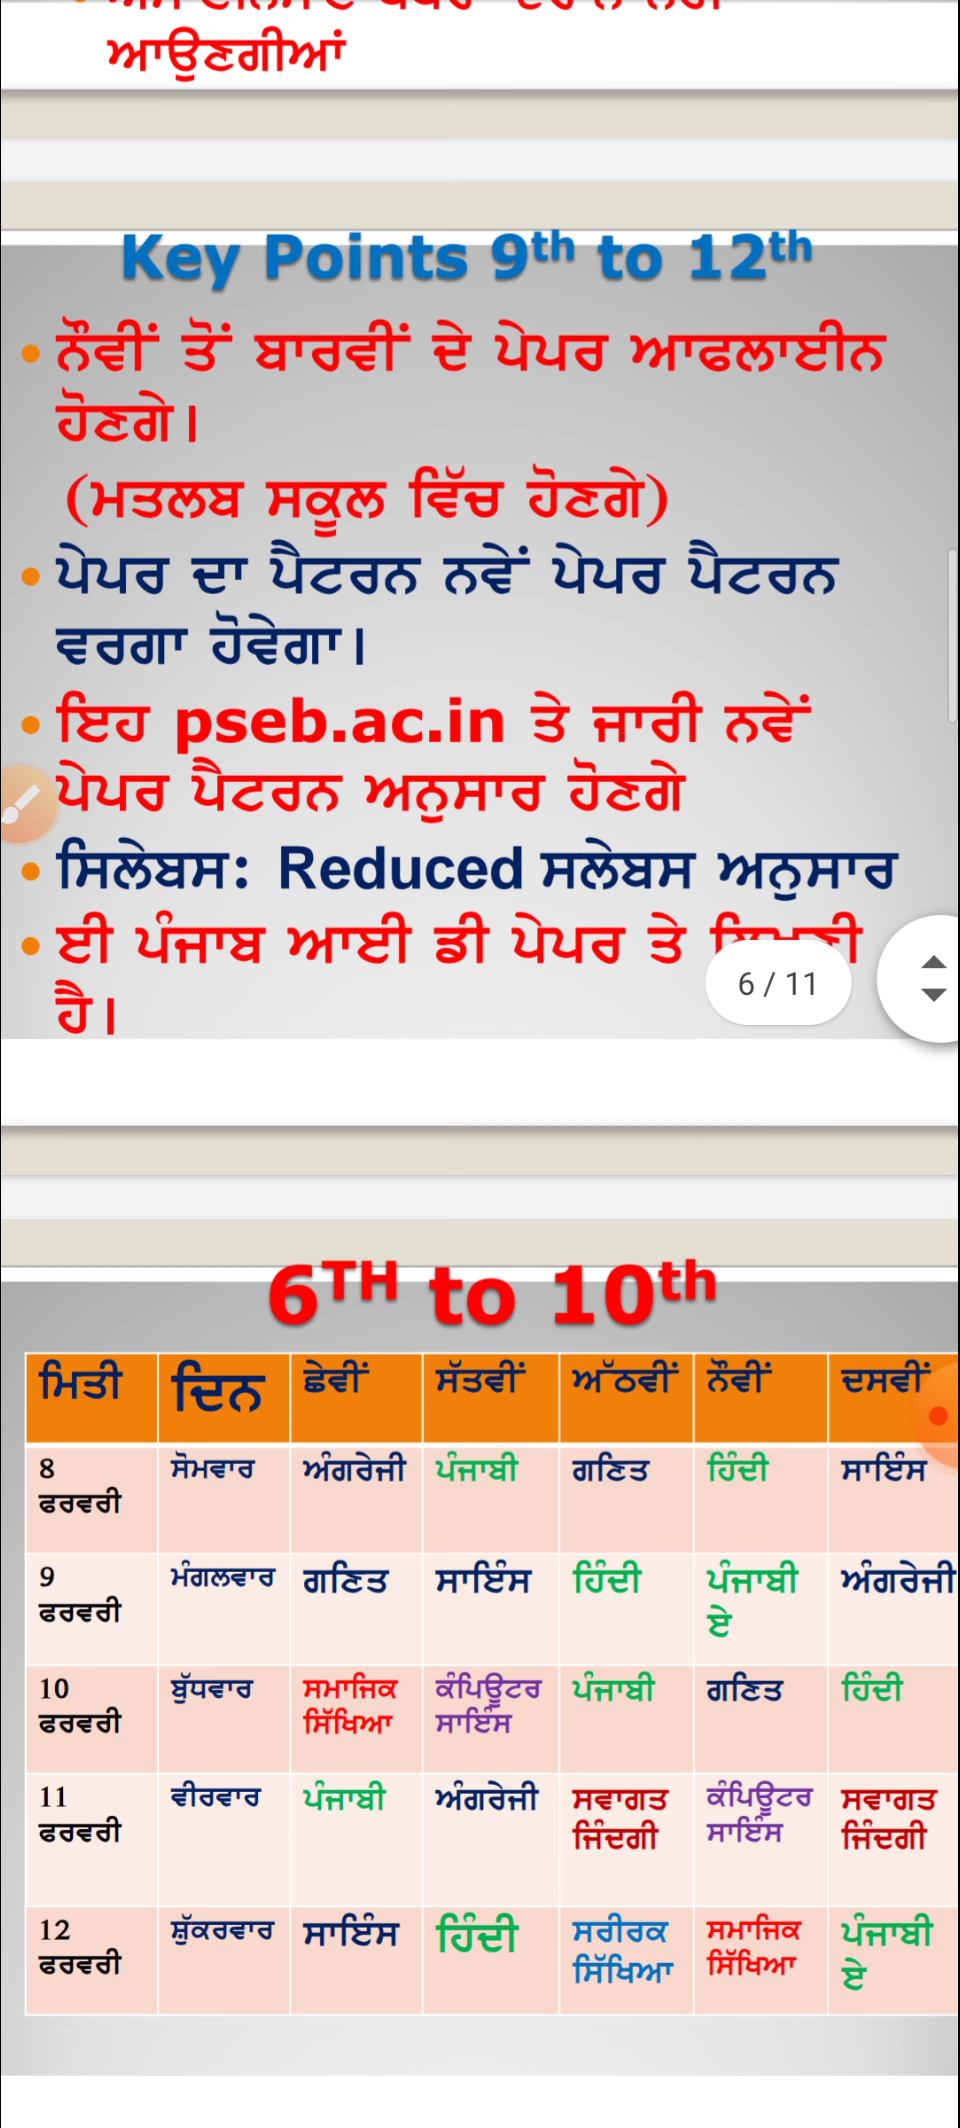 ਆਉਣਗੀਆਂ
Key Points 9th to 12th
• ਨੌਵੀਂ ਤੋਂ ਬਾਰਵੀਂ ਦੇ ਪੇਪਰ ਆਫਲਾਈਨ
ਹੋਣਗੇ।
(ਮਤਲਬ ਸਕੂਲ ਵਿੱਚ ਹੋਣਗੇ)
• ਪੇਪਰ ਦਾ ਪੈਟਰਨ ਨਵੇਂ ਪੇਪਰ ਪੈਟਰਨ
ਵਰਗਾ ਹੋਵੇਗਾ।
• ਇਹ pseb.ac.in ਤੇ ਜਾਰੀ ਨਵੇਂ
ਪੇਪਰ ਪੈਟਰਨ ਅਨੁਸਾਰ ਹੋਣਗੇ
• ਸਿਲੇਬਸ: Reduced ਸਲੇਬਸ ਅਨੁਸਾਰ
• ਈ ਪੰਜਾਬ ਆਈ ਡੀ ਪੇਪਰ ਤੇ
ਹੈ।
6 / 11
6TH to 10th
ਮਿਤੀ ਦਿਨ ਛੇਵੀਂ ਸੱਤਵੀਂ ਅੱਠਵੀਂ ਨੌਵੀਂ ਦਸਵੀਂ
8 ਸੋਮਵਾਰ ਅੰਗਰੇਜੀ ਪੰਜਾਬੀ ਗਣਿਤ ਹਿੰਦੀ ਸਾਇੰਸ
ਫਰਵਰੀ
9 ਮੰਗਲਵਾਰ ਗਣਿਤ ਸਾਇੰਸ ਹਿੰਦੀ ਪੰਜਾਬੀ ਅੰਗਰੇਜੀ
ਫਰਵਰੀ ਏ
10 ਬੁੱਧਵਾਰ ਸਮਾਜਿਕ ਕੰਪਿਊਟਰ ਪੰਜਾਬੀ ਗਣਿਤ ਹਿੰਦੀ
ਫਰਵਰੀ ਸਿੱਖਿਆ ਸਾਇੰਸ
11 ਵੀਰਵਾਰ ਪੰਜਾਬੀ ਅੰਗਰੇਜੀ ਸਵਾਗਤ ਕੰਪਿਊਟਰ ਸਵਾਗਤ
ਫਰਵਰੀ ਜਿੰਦਗੀ ਸਾਇੰਸ ਜਿੰਦਗੀ
12 ਸ਼ੁੱਕਰਵਾਰ ਸਾਇੰਸ ਹਿੰਦੀ ਸਰੀਰਕ ਸਮਾਜਿਕ ਪੰਜਾਬੀ
ਫਰਵਰੀ ਸਿੱਖਿਆ ਸਿੱਖਿਆ ਏ